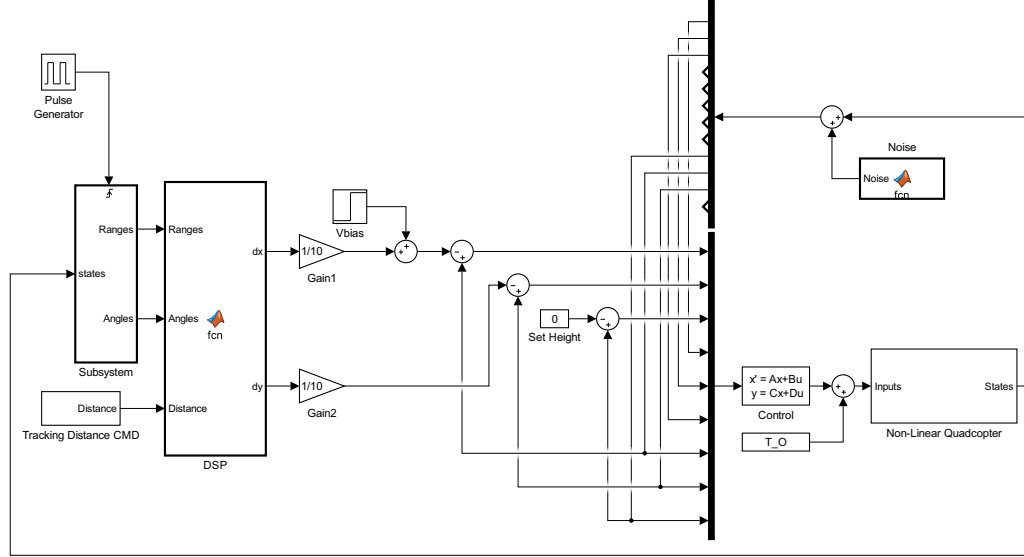 Pulse
Generator
Noise
Noise
fcn
Ranges
Ranges
Vbias
states
dx
1/10
Gain1
+
+
−
+
−
+
+
+
Angles
Angles
fcn
0
−
+
Set Height
Subsystem
Distance
Tracking Distance CMD
Distance
dy
1/10
Gain2
DSP
x' = Ax+Bu
y = Cx+Du
Control
+
+
T_O
Inputs
States
Non-Linear Quadcopter